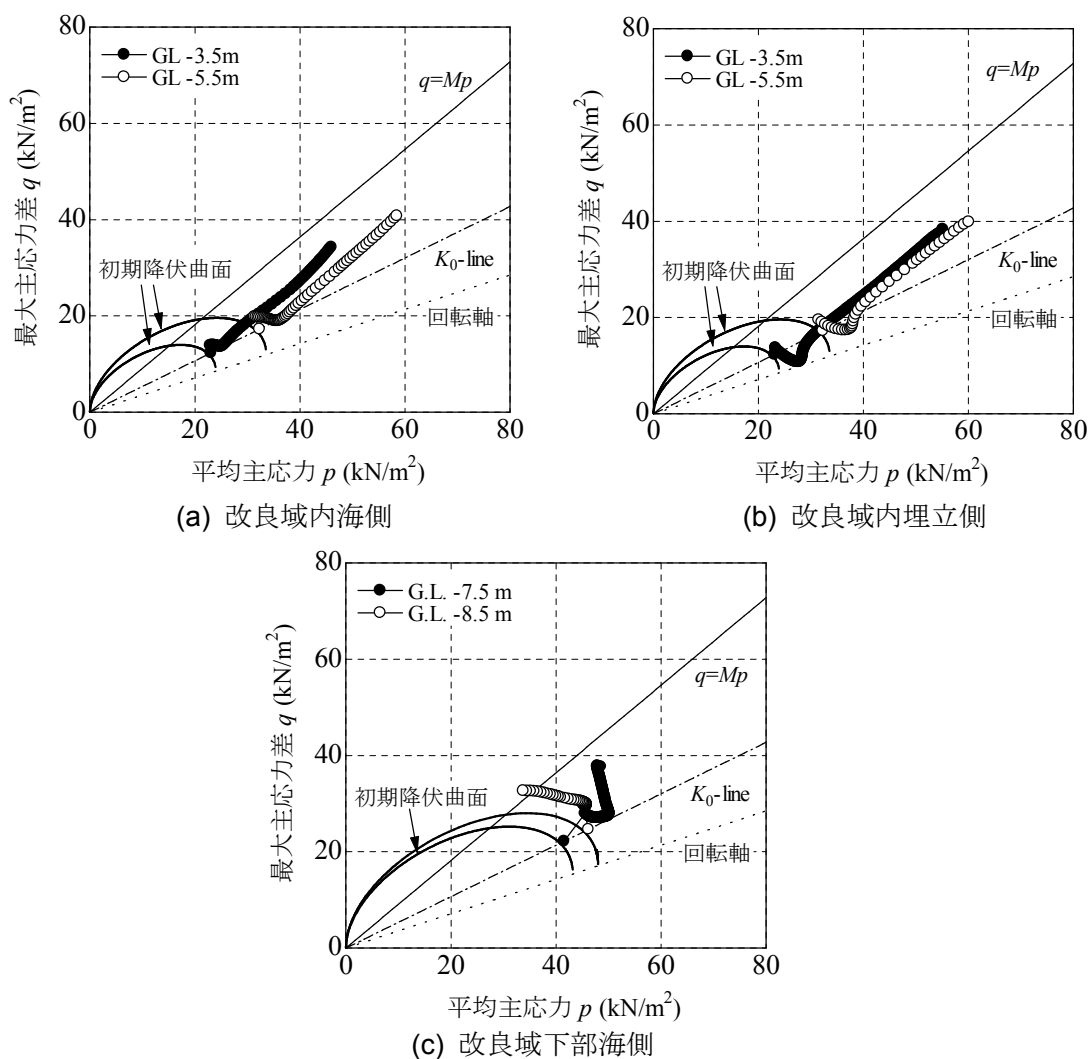 80
60
40
20
0
0 20 40 60 80
最大主応力差 q (kN/m²)
GL -3.5m
GL -5.5m
q=Mp
初期降伏曲面
K₀-line
回転軸
平均主応力 p (kN/m²)
(a) 改良域内海側
80
60
40
20
0
0 20 40 60 80
最大主応力差 q (kN/m²)
GL -3.5m
GL -5.5m
q=Mp
初期降伏曲面
K₀-line
回転軸
平均主応力 p (kN/m²)
(b) 改良域内埋立側
80
60
40
20
0
0 20 40 60 80
最大主応力差 q (kN/m²)
G.L. -7.5 m
G.L. -8.5 m
q=Mp
初期降伏曲面
K₀-line
回転軸
平均主応力 p (kN/m²)
(c) 改良域下部海側